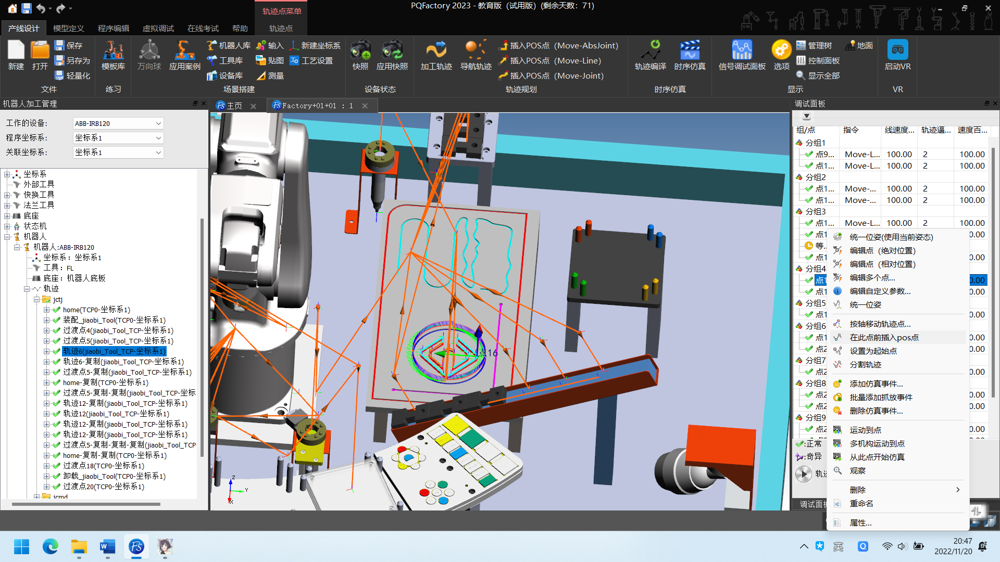 PQFactory 2023 - 教育版（试用版）(剩余天数：71)
轨迹点菜单
产线设计 模型定义 程序编辑 虚拟调试 在线考试 帮助 轨迹点
新建 打开 保存 另存为 轻量化
文件
模板库
练习
万向球 应用案例 机器人库 工具库 设备库 输入 贴图 测量 新建坐标系 工艺设置
场景搭建
快照 应用快照
设备状态
加工轨迹 导航轨迹 插入POS点（Move-AbsJoint）
插入POS点（Move-Line）
插入POS点（Move-Joint）
轨迹规划
轨迹编译 时序仿真
时序仿真
信号调试面板 选项 管理树 控制面板 显示全部 地面
显示
启动VR
VR
机器人加工管理
工作的设备: ABB-IRB120
程序坐标系: 坐标系1
关联坐标系: 坐标系1
坐标系
外部工具
快换工具
法兰工具
底座
状态机
机器人
机器人:ABB-IRB120
坐标系：坐标系1
工具：FL
底座：机器人底板
轨迹
jctj
home(TCP0-坐标系1)
装配_jiaobi_Tool(TCP0-坐标系1)
过渡点4(jiaobi_Tool_TCP-坐标系1)
过渡点5(jiaobi_Tool_TCP-坐标系1)
轨迹6(jiaobi_Tool_TCP-坐标系1)
轨迹6-复制(jiaobi_Tool_TCP-坐标系1)
过渡点5-复制(jiaobi_Tool_TCP-坐标系1)
home-复制(TCP0-坐标系1)
过渡点5-复制-复制(jiaobi_Tool_TCP-坐标
轨迹12-复制(jiaobi_Tool_TCP-坐标系1)
轨迹12(jiaobi_Tool_TCP-坐标系1)
轨迹12-复制(jiaobi_Tool_TCP-坐标系1)
轨迹12-复制(jiaobi_Tool_TCP-坐标系1)
过渡点5-复制-复制-复制(jiaobi_Tool_TCP
home-复制-复制(TCP0-坐标系1)
过渡点18(TCP0-坐标系1)
卸载_jiaobi_Tool(TCP0-坐标系1)
过渡点20(TCP0-坐标系1)
jcmd
主页
Factory+01+01 : 1
点16
Z
Y
X
调试面板
组/点 指令 线速度... 轨迹逼... 速度百...
分组1
点9... Move-L... 100.00 2 100.00
点1... Move-L... 100.00 2 100.00
分组2
点1... Move-... 100.00 2 100.00
点1... Move-... 100.00 2 100.00
分组3
点1... Move-L... 100.00 2 100.00
点1 0.00
等.
点1 0.00
分组4
点1 0.00
点1 0.00
分组5
点1 0.00
分组6
点1 0.00
点2 0.00
分组7
点2 0.00
分组8
点2 0.00
点2 0.00
分组9
点2 0.00
:正常
:奇异
轨迹
调试面板
统一位姿(使用当前姿态)
编辑点（绝对位置）
编辑点（相对位置）
编辑多个点...
编辑自定义参数...
统一位姿
按轴移动轨迹点...
在此点前插入pos点
设置为起始点
分割轨迹
添加仿真事件...
批量添加抓放事件
删除仿真事件...
运动到点
多机构运动到点
从此点开始仿真
观察
删除
重命名
属性...
英
20:47
2022/11/20